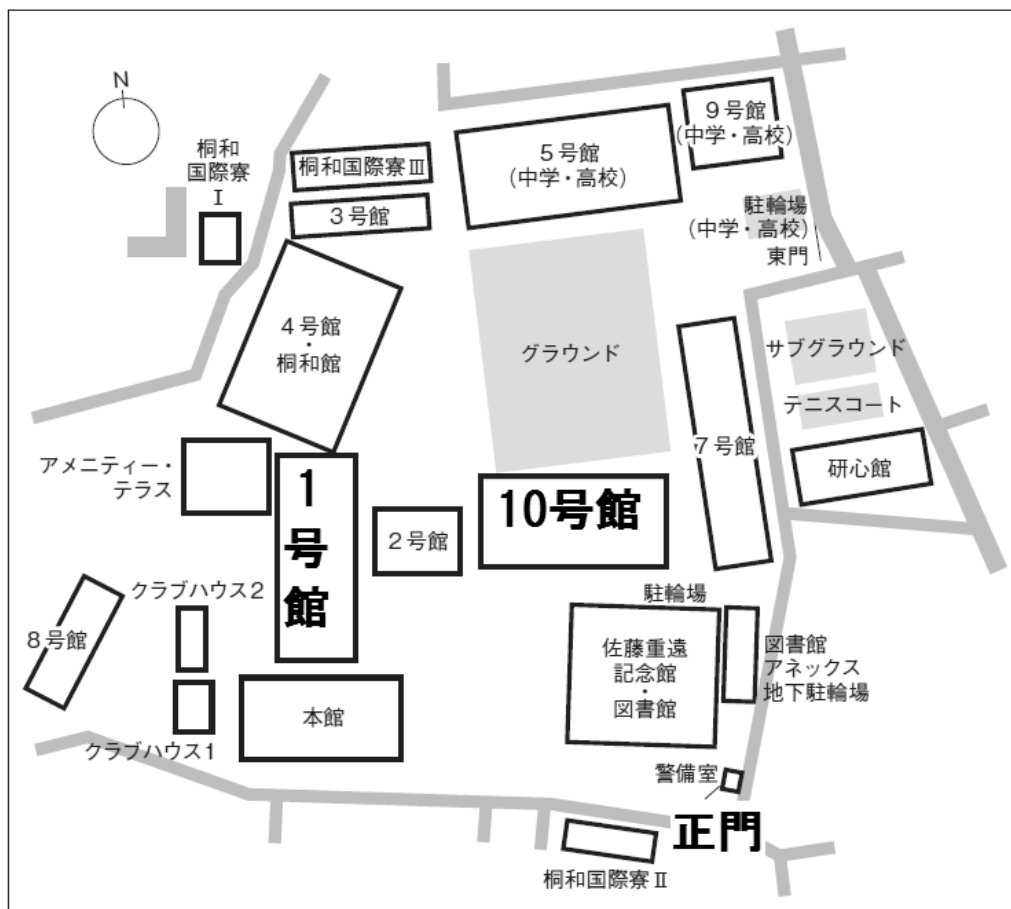 N
桐和
国際寮
Ⅰ
桐和国際寮Ⅲ
3号館
5号館
(中学・高校)
9号館
(中学・高校)
駐輪場
(中学・高校)
東門
4号館
・
桐和館
グラウンド
サブグラウンド
テニスコート
7号館
研心館
アメニティー・
テラス
1
号
館
2号館
10号館
クラブハウス2
8号館
クラブハウス1
本館
駐輪場
佐藤重遠
記念館
・
図書館
図書館
アネックス
地下駐輪場
警備室
正門
桐和国際寮Ⅱ